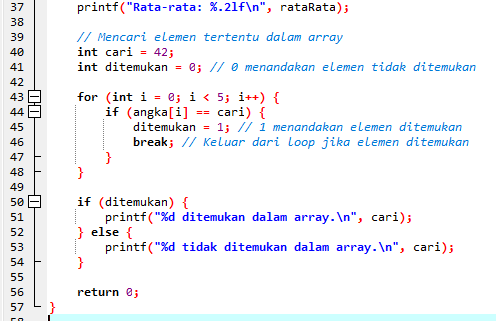 37 printf("Rata-rata: %.2lf\n", rataRata);
38
39 // Mencari elemen tertentu dalam array
40 int cari = 42;
41 int ditemukan = 0; // 0 menandakan elemen tidak ditemukan
42
43 for (int i = 0; i < 5; i++) {
44 if (angka[i] == cari) {
45 ditemukan = 1; // 1 menandakan elemen ditemukan
46 break; // Keluar dari loop jika elemen ditemukan
47 }
48 }
49
50 if (ditemukan) {
51 printf("%d ditemukan dalam array.\n", cari);
52 } else {
53 printf("%d tidak ditemukan dalam array.\n", cari);
54 }
55
56 return 0;
57 }